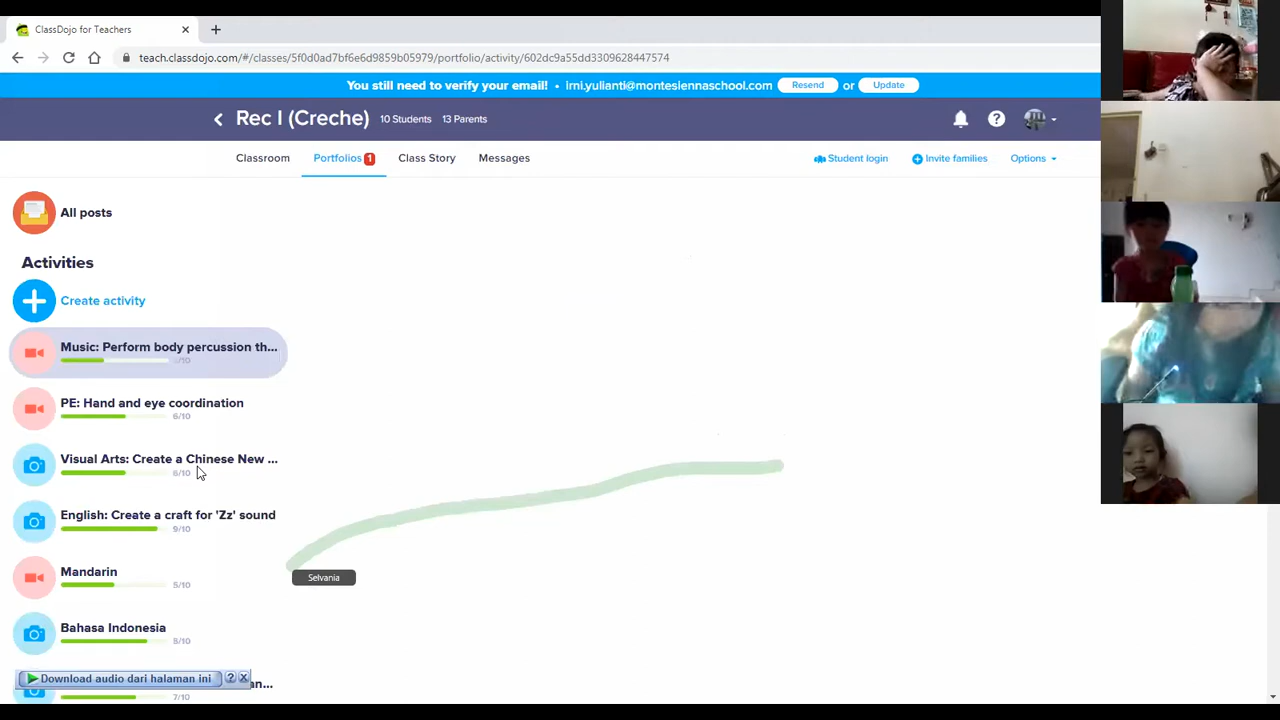 ClassDojo for Teachers
teach.classdojo.com/#/classes/5f0d0ad7bf6e6d9859b05979/portfolio/activity/602dc9a55dd3309628447574
You still need to verify your email! • irni.yulianti@montesiennaschool.com Resend or Update
Rec I (Creche) 10 Students 13 Parents
Classroom Portfolios 1 Class Story Messages Student login Invite families Options
All posts
Activities
Create activity
Music: Perform body percussion th...
PE: Hand and eye coordination
6/10
Visual Arts: Create a Chinese New ...
6/10
English: Create a craft for 'Zz' sound
9/10
Mandarin
5/10
Selvania
Bahasa Indonesia
8/10
Download audio dari halaman ini
an...
7/10